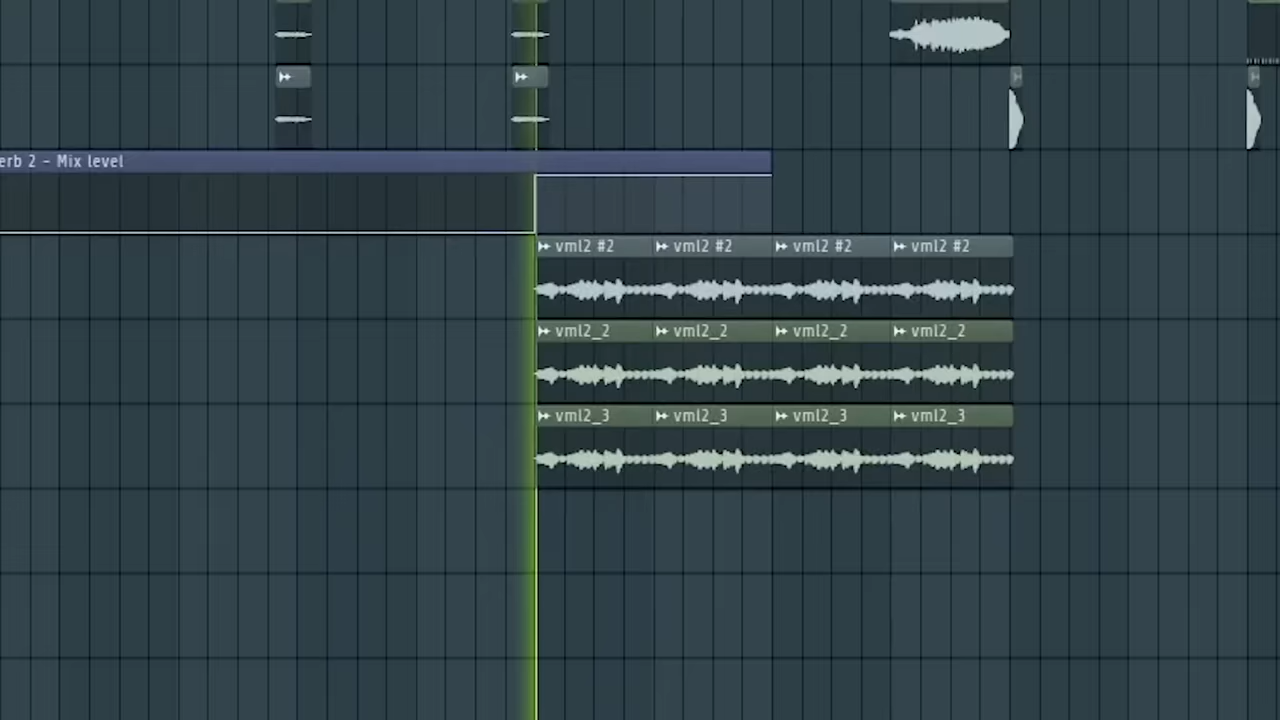 erb 2 - Mix level
vml2 #2 vml2 #2 vml2 #2 vml2 #2
vml2_2 vml2_2 vml2_2 vml2_2
vml2_3 vml2_3 vml2_3 vml2_3